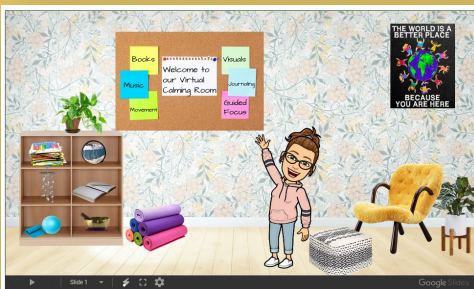 THE WORLD IS A
BETTER PLACE
BECAUSE
YOU ARE HERE
Books
Music
Movement
Welcome to
our Virtual
Calming Room
Visuals
Journaling
Guided
Focus
Slide 1
Google Slides